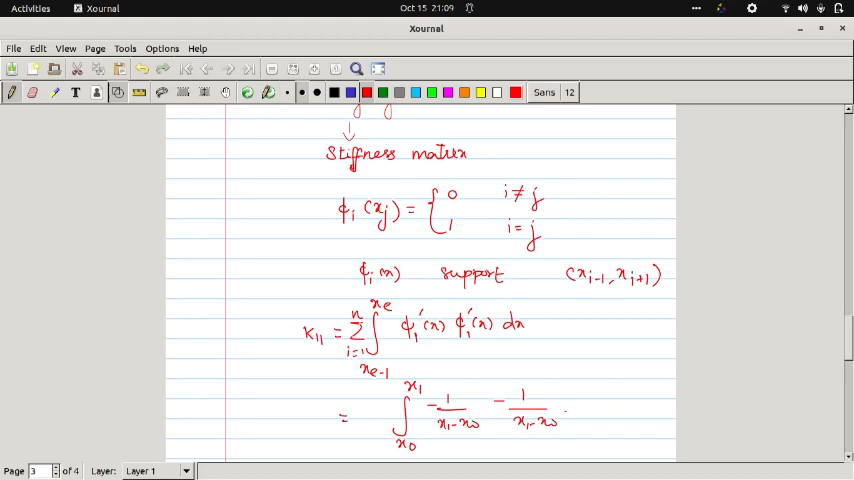 Activities Xournal Oct 15 21:09
Xournal
File Edit View Page Tools Options Help
Sans 12
Stiffness matrix
ϕi (xj) = { 0 i ≠ j
1 i = j
ϕi(x) support (xi-1, xi+1)
K11 = Σ_{i=1}^{n} ∫_{xe-1}^{xe} ϕ1'(x) ϕ1'(x) dx
= ∫_{x0}^{x1} -1/(x1-x0) -1/(x1-x0)
Page 3 of 4 Layer: Layer 1